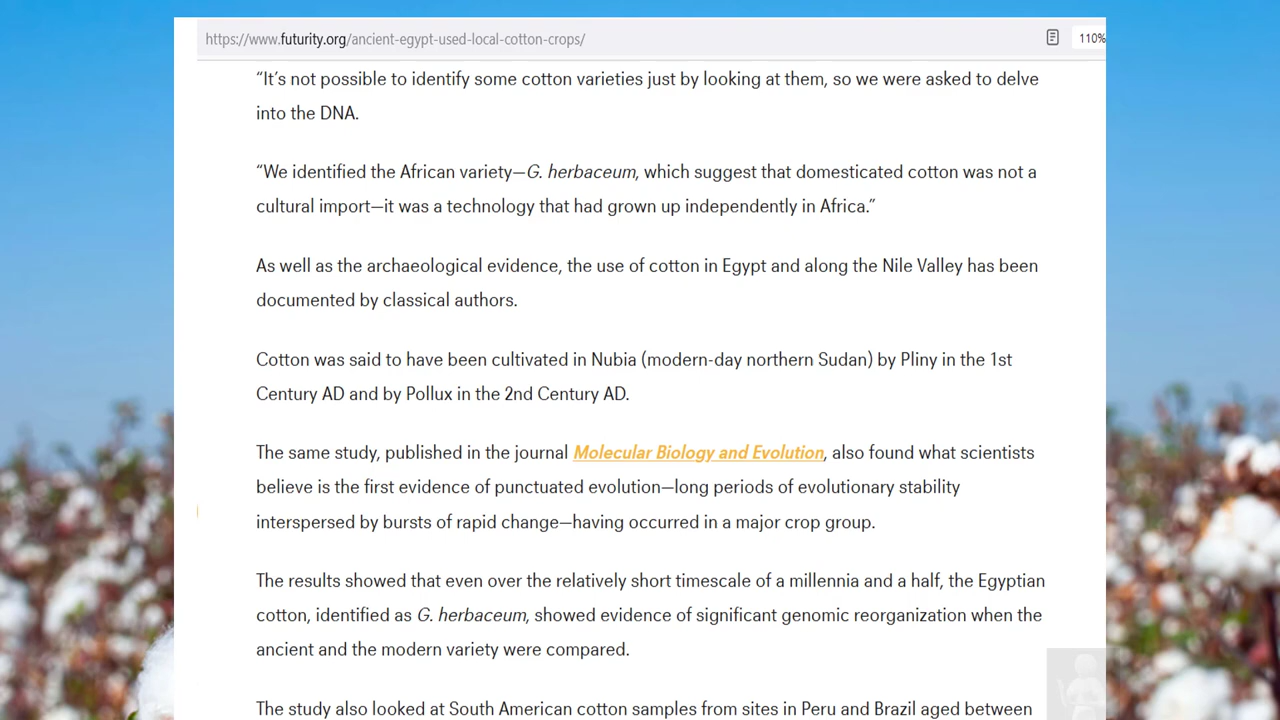 https://www.futurity.org/ancient-egypt-used-local-cotton-crops/
110%
“It’s not possible to identify some cotton varieties just by looking at them, so we were asked to delve
into the DNA.
“We identified the African variety—G. herbaceum, which suggest that domesticated cotton was not a
cultural import—it was a technology that had grown up independently in Africa.”
As well as the archaeological evidence, the use of cotton in Egypt and along the Nile Valley has been
documented by classical authors.
Cotton was said to have been cultivated in Nubia (modern-day northern Sudan) by Pliny in the 1st
Century AD and by Pollux in the 2nd Century AD.
The same study, published in the journal Molecular Biology and Evolution, also found what scientists
believe is the first evidence of punctuated evolution—long periods of evolutionary stability
interspersed by bursts of rapid change—having occurred in a major crop group.
The results showed that even over the relatively short timescale of a millennia and a half, the Egyptian
cotton, identified as G. herbaceum, showed evidence of significant genomic reorganization when the
ancient and the modern variety were compared.
The study also looked at South American cotton samples from sites in Peru and Brazil aged between